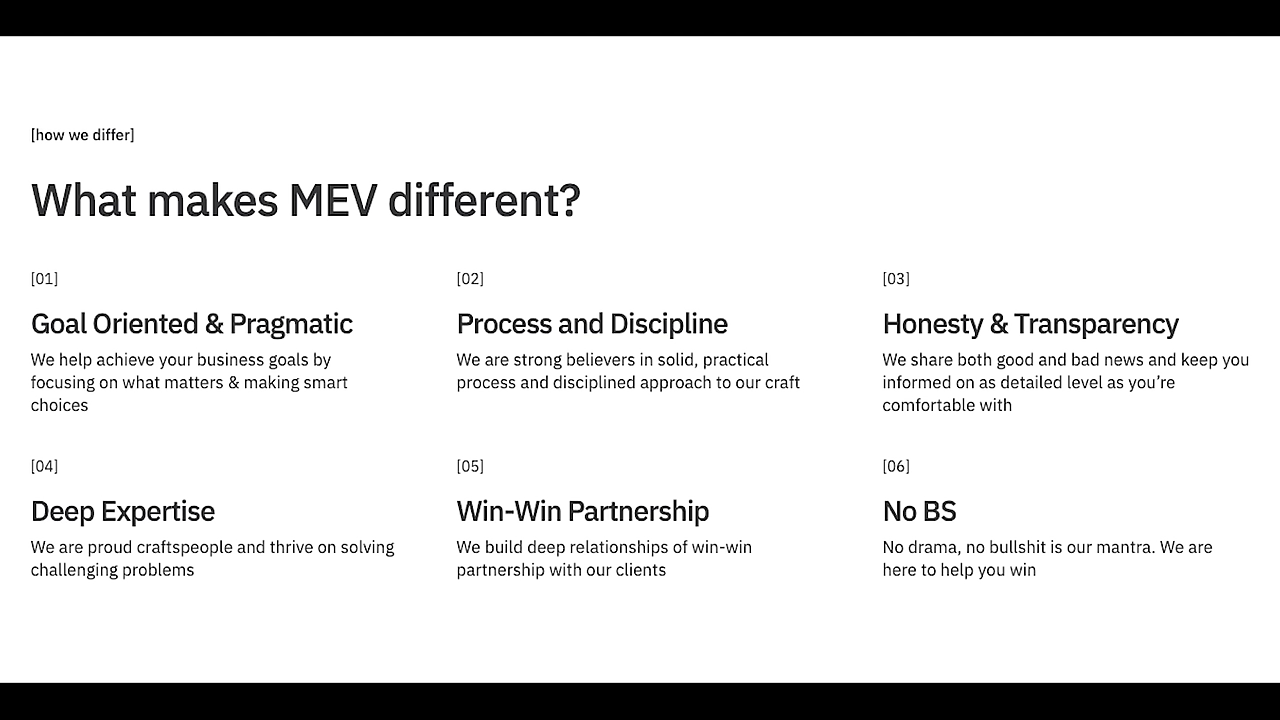 [how we differ]
What makes MEV different?
[01]
Goal Oriented & Pragmatic
We help achieve your business goals by
focusing on what matters & making smart
choices
[02]
Process and Discipline
We are strong believers in solid, practical
process and disciplined approach to our craft
[03]
Honesty & Transparency
We share both good and bad news and keep you
informed on as detailed level as you’re
comfortable with
[04]
Deep Expertise
We are proud craftspeople and thrive on solving
challenging problems
[05]
Win-Win Partnership
We build deep relationships of win-win
partnership with our clients
[06]
No BS
No drama, no bullshit is our mantra. We are
here to help you win